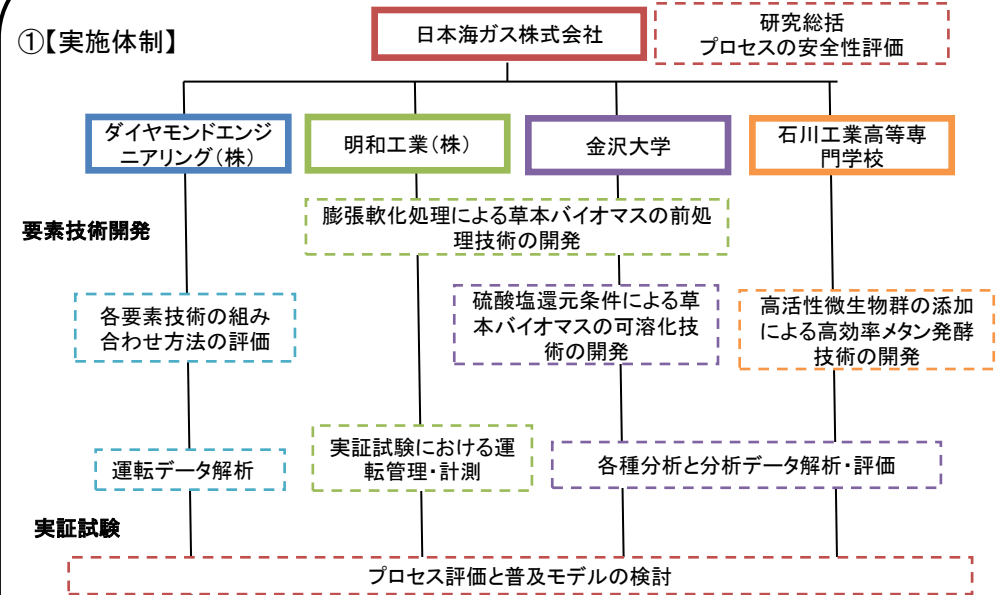 ①【実施体制】
日本海ガス株式会社
研究総括
プロセスの安全性評価
ダイヤモンドエンジ
ニアリング(株)
明和工業(株)
金沢大学
石川工業高等専
門学校
要素技術開発
膨張軟化処理による草本バイオマスの前処
理技術の開発
各要素技術の組み
合わせ方法の評価
硫酸塩還元条件による草
本バイオマスの可溶化技
術の開発
高活性微生物群の添加
による高効率メタン発酵
技術の開発
運転データ解析
実証試験における運
転管理・計測
各種分析と分析データ解析・評価
実証試験
プロセス評価と普及モデルの検討